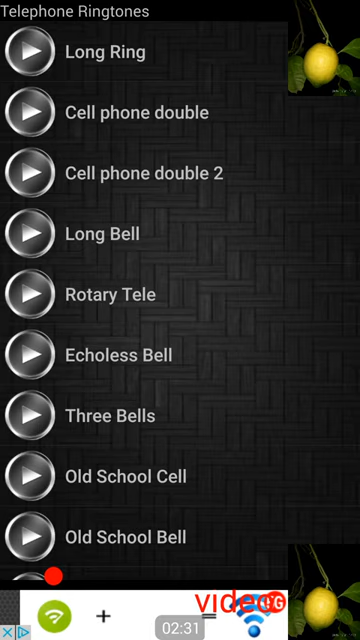 Telephone Ringtones
Long Ring
Cell phone double
Cell phone double 2
Long Bell
Rotary Tele
Echoless Bell
Three Bells
Old School Cell
Old School Bell
+
=
video
02:31